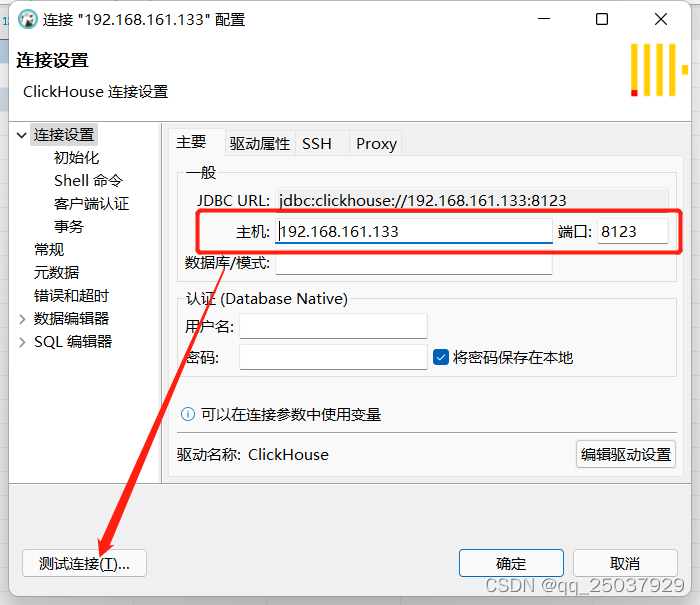 连接 "192.168.161.133" 配置
连接设置
ClickHouse 连接设置
连接设置
初始化
Shell 命令
客户端认证
事务
常规
元数据
错误和超时
数据编辑器
SQL 编辑器
主要 驱动属性 SSH Proxy
一般
JDBC URL: jdbc:clickhouse://192.168.161.133:8123
主机: 192.168.161.133 端口: 8123
数据库/模式:
认证 (Database Native)
用户名:
密码: 将密码保存在本地
可以在连接参数中使用变量
驱动名称: ClickHouse 编辑驱动设置
测试连接(T)... 确定 取消
CSDN @qq_25037929